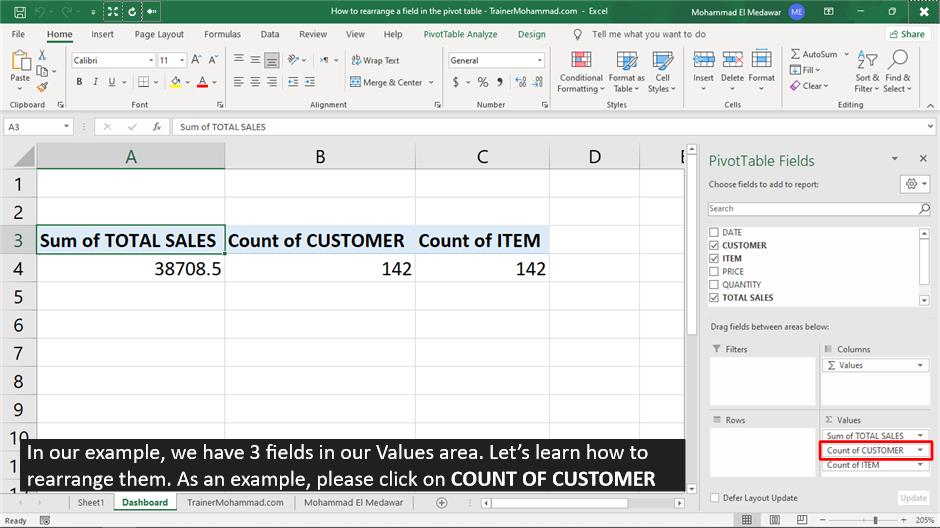 How to rearrange a field in the pivot table - TrainerMohammad.com - Excel
Mohammad El Medawar ME
File Home Insert Page Layout Formulas Data Review View Help PivotTable Analyze Design Tell me what you want to do Share
Paste
Clipboard
Calibri 11
B I U
Font
Wrap Text
Merge & Center
Alignment
General
$ % ,
Number
Conditional Formatting
Format as Table
Cell Styles
Styles
Insert Delete Format
Cells
AutoSum
Fill
Clear
Sort & Filter
Find & Select
Editing
A3 fx Sum of TOTAL SALES
A B C D E
1
2
3 Sum of TOTAL SALES Count of CUSTOMER Count of ITEM
4 38708.5 142 142
5
6
7
8
9
10
PivotTable Fields
Choose fields to add to report:
Search
DATE
CUSTOMER
ITEM
PRICE
QUANTITY
TOTAL SALES
Drag fields between areas below:
Filters
Columns
Σ Values
Rows
Σ Values
Sum of TOTAL SALES
Count of CUSTOMER
Count of ITEM
Defer Layout Update Update
In our example, we have 3 fields in our Values area. Let’s learn how to
rearrange them. As an example, please click on COUNT OF CUSTOMER
Sheet1 Dashboard TrainerMohammad.com Mohammad El Medawar
Ready 205%